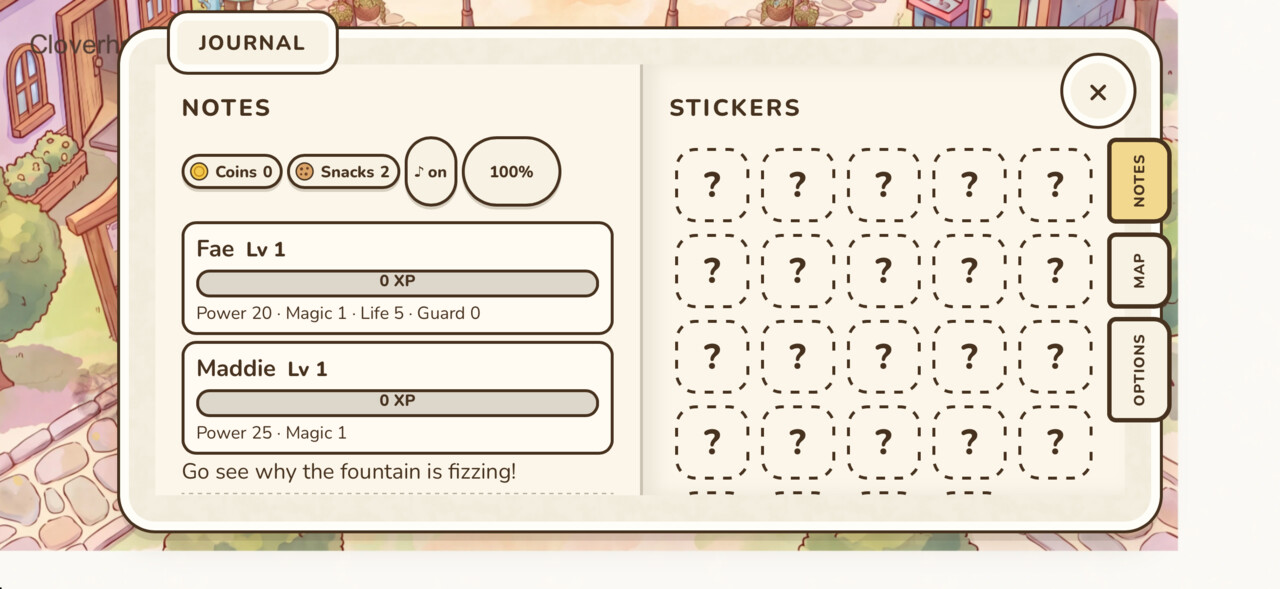 Cloverh
JOURNAL
NOTES
Coins 0
Snacks 2
♪ on
100%
Fae Lv 1
0 XP
Power 20 · Magic 1 · Life 5 · Guard 0
Maddie Lv 1
0 XP
Power 25 · Magic 1
Go see why the fountain is fizzing!
STICKERS
×
? ? ? ? ?
? ? ? ? ?
? ? ? ? ?
? ? ? ? ?
NOTES
MAP
OPTIONS